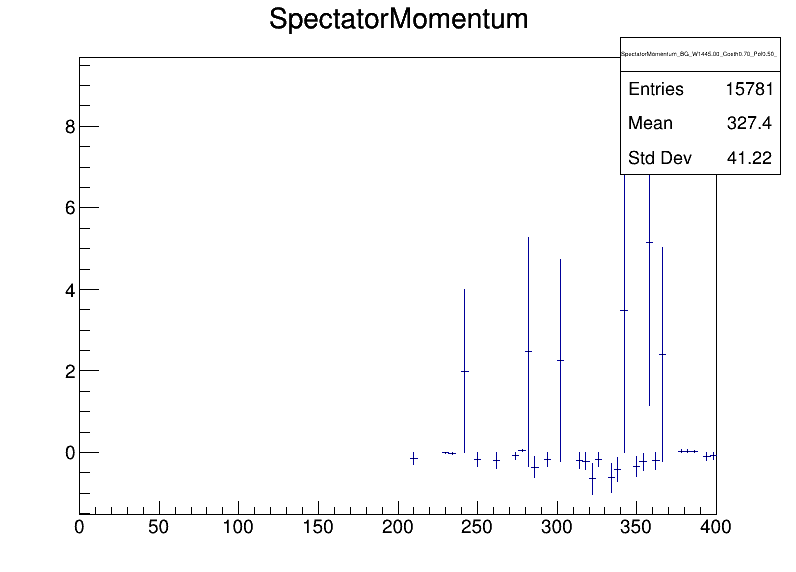 SpectatorMomentum
SpectatorMomentum_BG_W1445.00_Costh0.70_Pol0.50_
Entries 15781
Mean 327.4
Std Dev 41.22
8
6
4
2
0
0 50 100 150 200 250 300 350 400